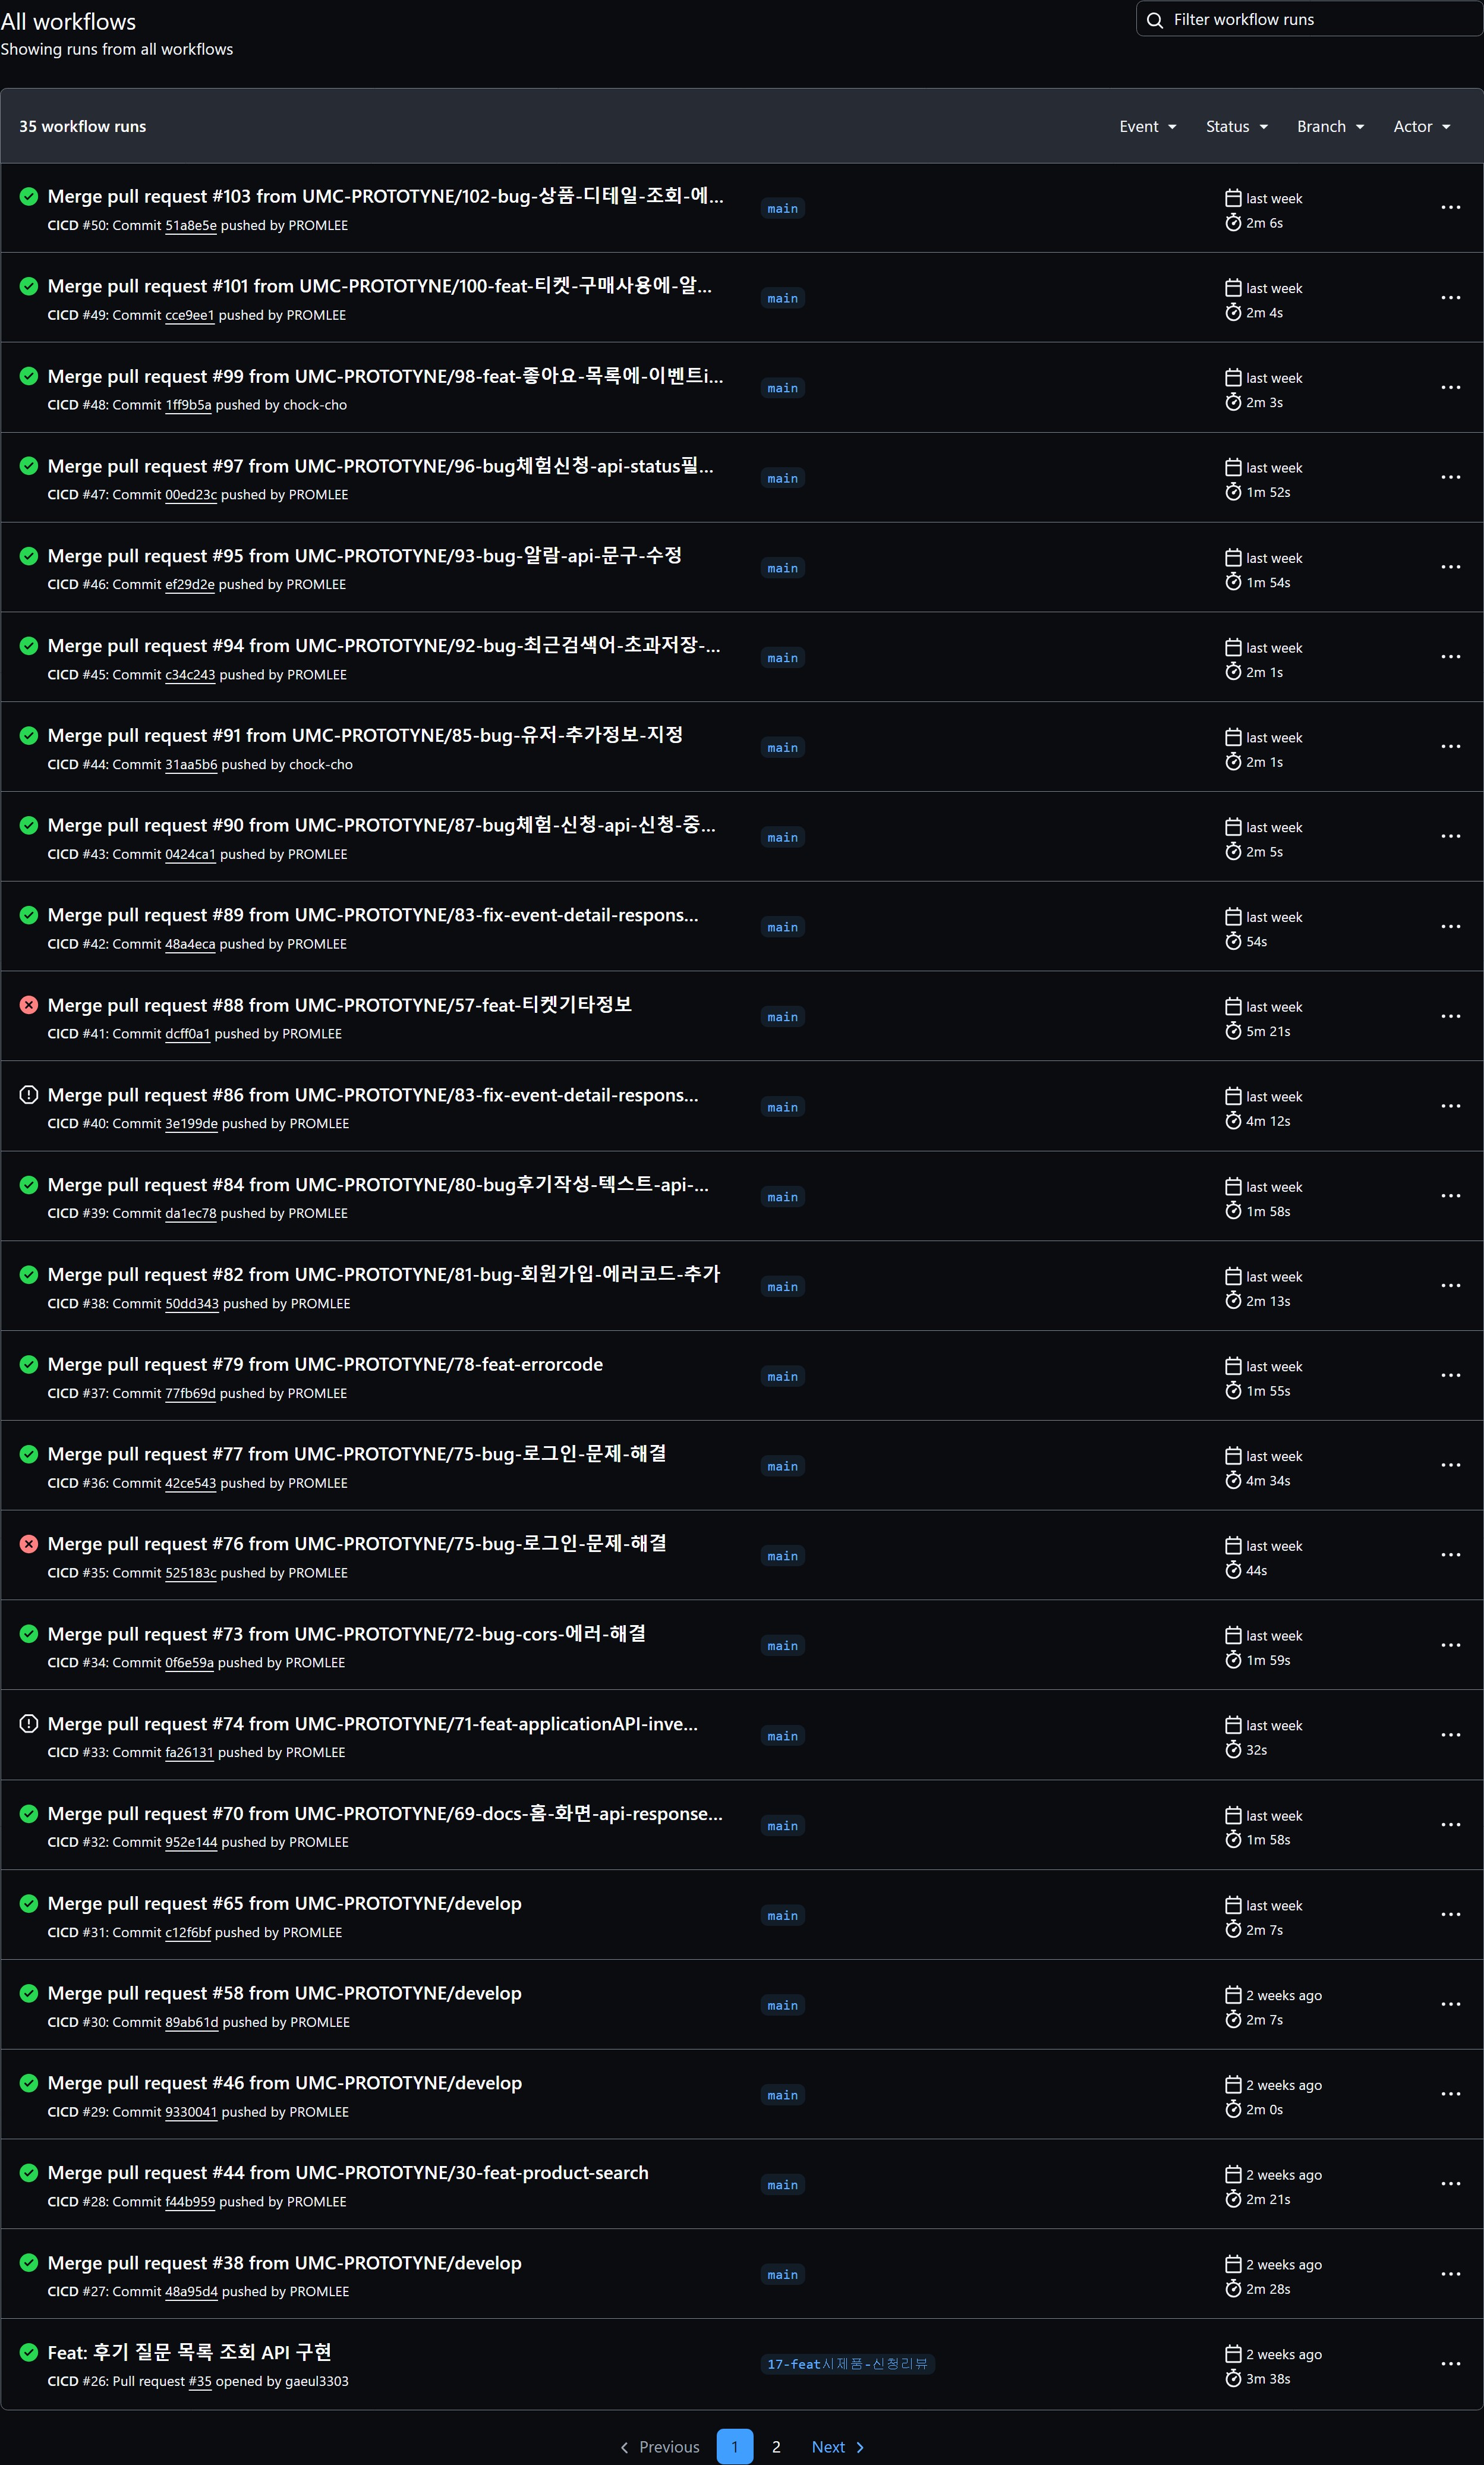 All workflows
Filter workflow runs
Showing runs from all workflows
35 workflow runs
Event
Status
Branch
Actor
Merge pull request #103 from UMC-PROTOTYNE/102-bug-상품-디테일-조회-에...
CICD #50: Commit 51a8e5e pushed by PROMLEE
main
last week
2m 6s
Merge pull request #101 from UMC-PROTOTYNE/100-feat-티켓-구매사용에-알...
CICD #49: Commit cce9ee1 pushed by PROMLEE
main
last week
2m 4s
Merge pull request #99 from UMC-PROTOTYNE/98-feat-좋아요-목록에-이벤트i...
CICD #48: Commit 1ff9b5a pushed by chock-cho
main
last week
2m 3s
Merge pull request #97 from UMC-PROTOTYNE/96-bug체험신청-api-status필...
CICD #47: Commit 00ed23c pushed by PROMLEE
main
last week
1m 52s
Merge pull request #95 from UMC-PROTOTYNE/93-bug-알람-api-문구-수정
CICD #46: Commit ef29d2e pushed by PROMLEE
main
last week
1m 54s
Merge pull request #94 from UMC-PROTOTYNE/92-bug-최근검색어-초과저장-...
CICD #45: Commit c34c243 pushed by PROMLEE
main
last week
2m 1s
Merge pull request #91 from UMC-PROTOTYNE/85-bug-유저-추가정보-지정
CICD #44: Commit 31aa5b6 pushed by chock-cho
main
last week
2m 1s
Merge pull request #90 from UMC-PROTOTYNE/87-bug체험-신청-api-신청-중...
CICD #43: Commit 0424ca1 pushed by PROMLEE
main
last week
2m 5s
Merge pull request #89 from UMC-PROTOTYNE/83-fix-event-detail-respons...
CICD #42: Commit 48a4eca pushed by PROMLEE
main
last week
54s
Merge pull request #88 from UMC-PROTOTYNE/57-feat-티켓기타정보
CICD #41: Commit dcff0a1 pushed by PROMLEE
main
last week
5m 21s
Merge pull request #86 from UMC-PROTOTYNE/83-fix-event-detail-respons...
CICD #40: Commit 3e199de pushed by PROMLEE
main
last week
4m 12s
Merge pull request #84 from UMC-PROTOTYNE/80-bug후기작성-텍스트-api-...
CICD #39: Commit da1ec78 pushed by PROMLEE
main
last week
1m 58s
Merge pull request #82 from UMC-PROTOTYNE/81-bug-회원가입-에러코드-추가
CICD #38: Commit 50dd343 pushed by PROMLEE
main
last week
2m 13s
Merge pull request #79 from UMC-PROTOTYNE/78-feat-errorcode
CICD #37: Commit 77fb69d pushed by PROMLEE
main
last week
1m 55s
Merge pull request #77 from UMC-PROTOTYNE/75-bug-로그인-문제-해결
CICD #36: Commit 42ce543 pushed by PROMLEE
main
last week
4m 34s
Merge pull request #76 from UMC-PROTOTYNE/75-bug-로그인-문제-해결
CICD #35: Commit 525183c pushed by PROMLEE
main
last week
44s
Merge pull request #73 from UMC-PROTOTYNE/72-bug-cors-에러-해결
CICD #34: Commit 0f6e59a pushed by PROMLEE
main
last week
1m 59s
Merge pull request #74 from UMC-PROTOTYNE/71-feat-applicationAPI-inve...
CICD #33: Commit fa26131 pushed by PROMLEE
main
last week
32s
Merge pull request #70 from UMC-PROTOTYNE/69-docs-홈-화면-api-response...
CICD #32: Commit 952e144 pushed by PROMLEE
main
last week
1m 58s
Merge pull request #65 from UMC-PROTOTYNE/develop
CICD #31: Commit c12f6bf pushed by PROMLEE
main
last week
2m 7s
Merge pull request #58 from UMC-PROTOTYNE/develop
CICD #30: Commit 89ab61d pushed by PROMLEE
main
2 weeks ago
2m 7s
Merge pull request #46 from UMC-PROTOTYNE/develop
CICD #29: Commit 9330041 pushed by PROMLEE
main
2 weeks ago
2m 0s
Merge pull request #44 from UMC-PROTOTYNE/30-feat-product-search
CICD #28: Commit f44b959 pushed by PROMLEE
main
2 weeks ago
2m 21s
Merge pull request #38 from UMC-PROTOTYNE/develop
CICD #27: Commit 48a95d4 pushed by PROMLEE
main
2 weeks ago
2m 28s
Feat: 후기 질문 목록 조회 API 구현
CICD #26: Pull request #35 opened by gaeul3303
17-feat시제품-신청리뷰
2 weeks ago
3m 38s
Previous
1
2
Next